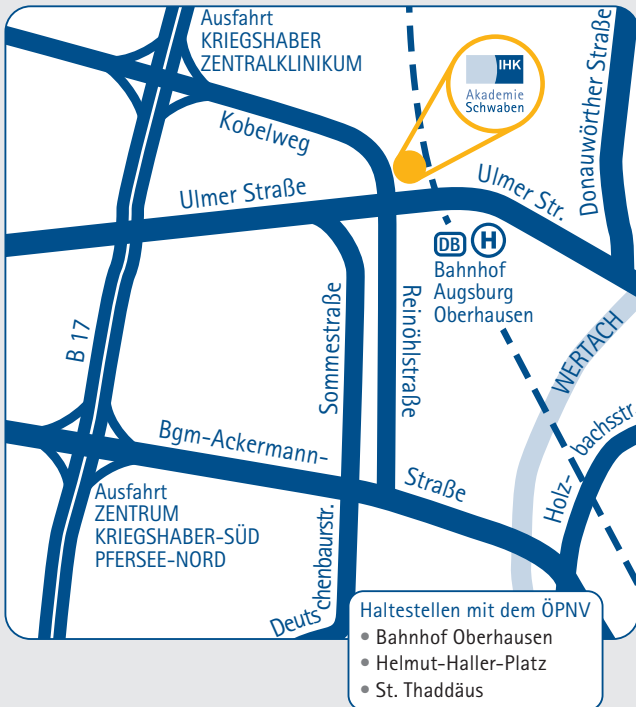 Ausfahrt
KRIEGSHABER
ZENTRALKLINIKUM
IHK
Akademie
Schwaben
Donauwörther Straße
Kobelweg
Ulmer Straße
Ulmer Str.
DB H
Bahnhof
Augsburg
Oberhausen
B 17
Sommestraße
Reinöhlstraße
WERTACH
Bgm-Ackermann-
Straße
Holz-
bachsstr.
Ausfahrt
ZENTRUM
KRIEGSHABER-SÜD
PFERSEE-NORD
Deutschenbaurstr.
Haltestellen mit dem ÖPNV
• Bahnhof Oberhausen
• Helmut-Haller-Platz
• St. Thaddäus